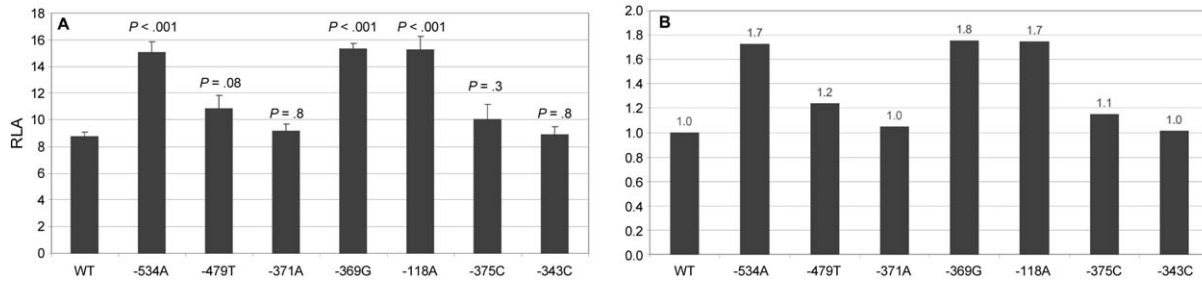 A
RLA
18
16
14
12
10
8
6
4
2
0
P < .001
P = .08
P = .8
P < .001
P < .001
P = .3
P = .8
WT -534A -479T -371A -369G -118A -375C -343C
B
2.0
1.8
1.6
1.4
1.2
1.0
0.8
0.6
0.4
0.2
0.0
1.0
1.7
1.2
1.0
1.8
1.7
1.1
1.0
WT -534A -479T -371A -369G -118A -375C -343C